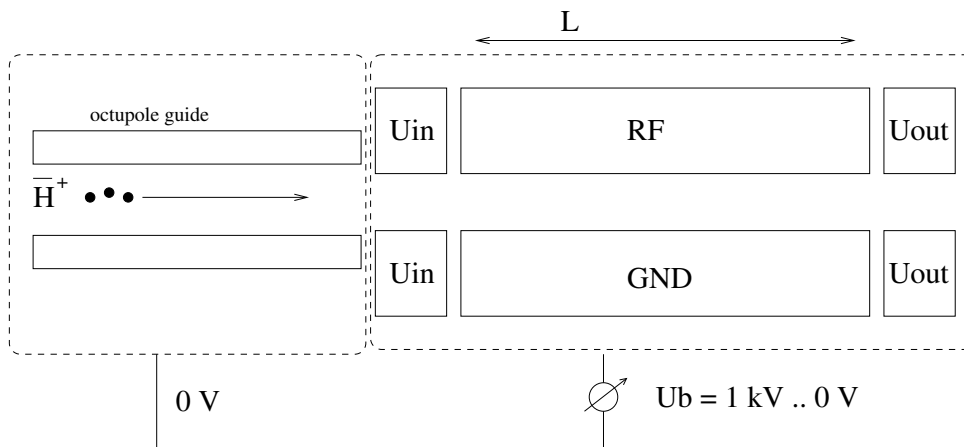 L
octupole guide
Uin RF Uout
H̅⁺
Uin GND Uout
0 V
Ub = 1 kV .. 0 V